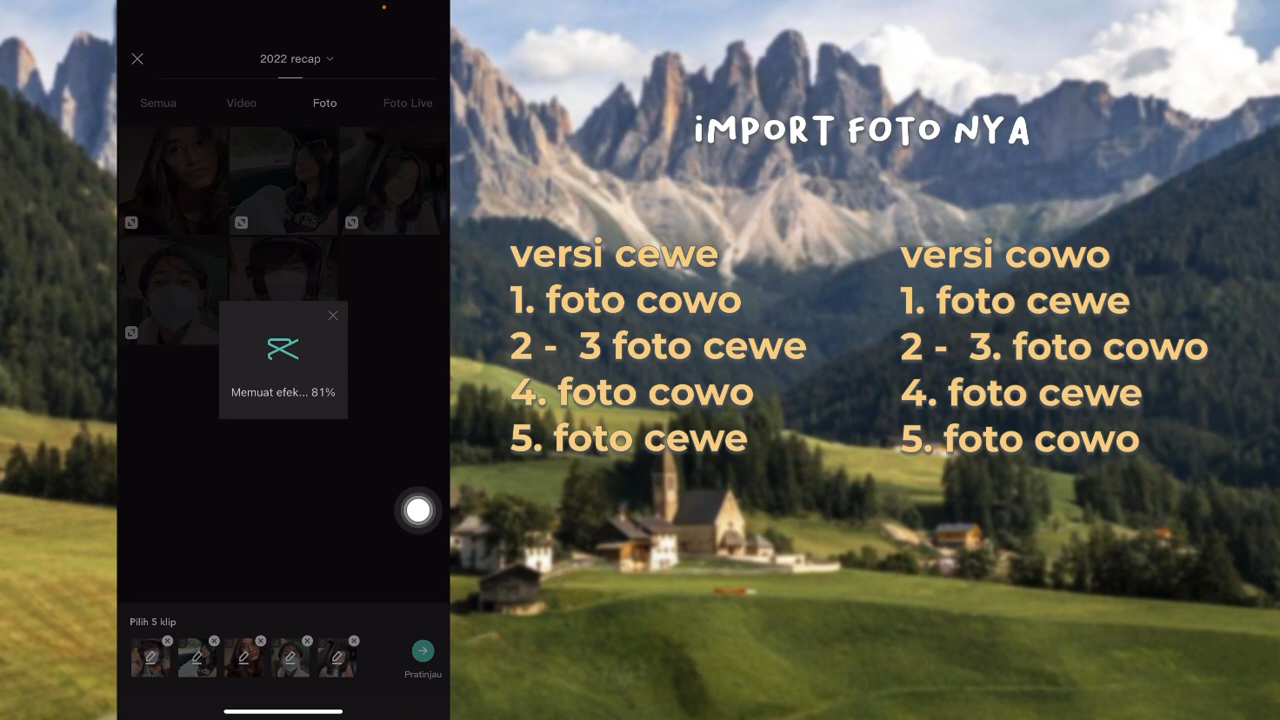 2022 recap
Semua Video Foto Foto Live
Memuat efek... 81%
Pilih 5 klip
Pratinjau
iMPORT FOTO NYA
versi cewe
1. foto cowo
2 - 3 foto cewe
4. foto cowo
5. foto cewe
versi cowo
1. foto cewe
2 - 3. foto cowo
4. foto cewe
5. foto cowo